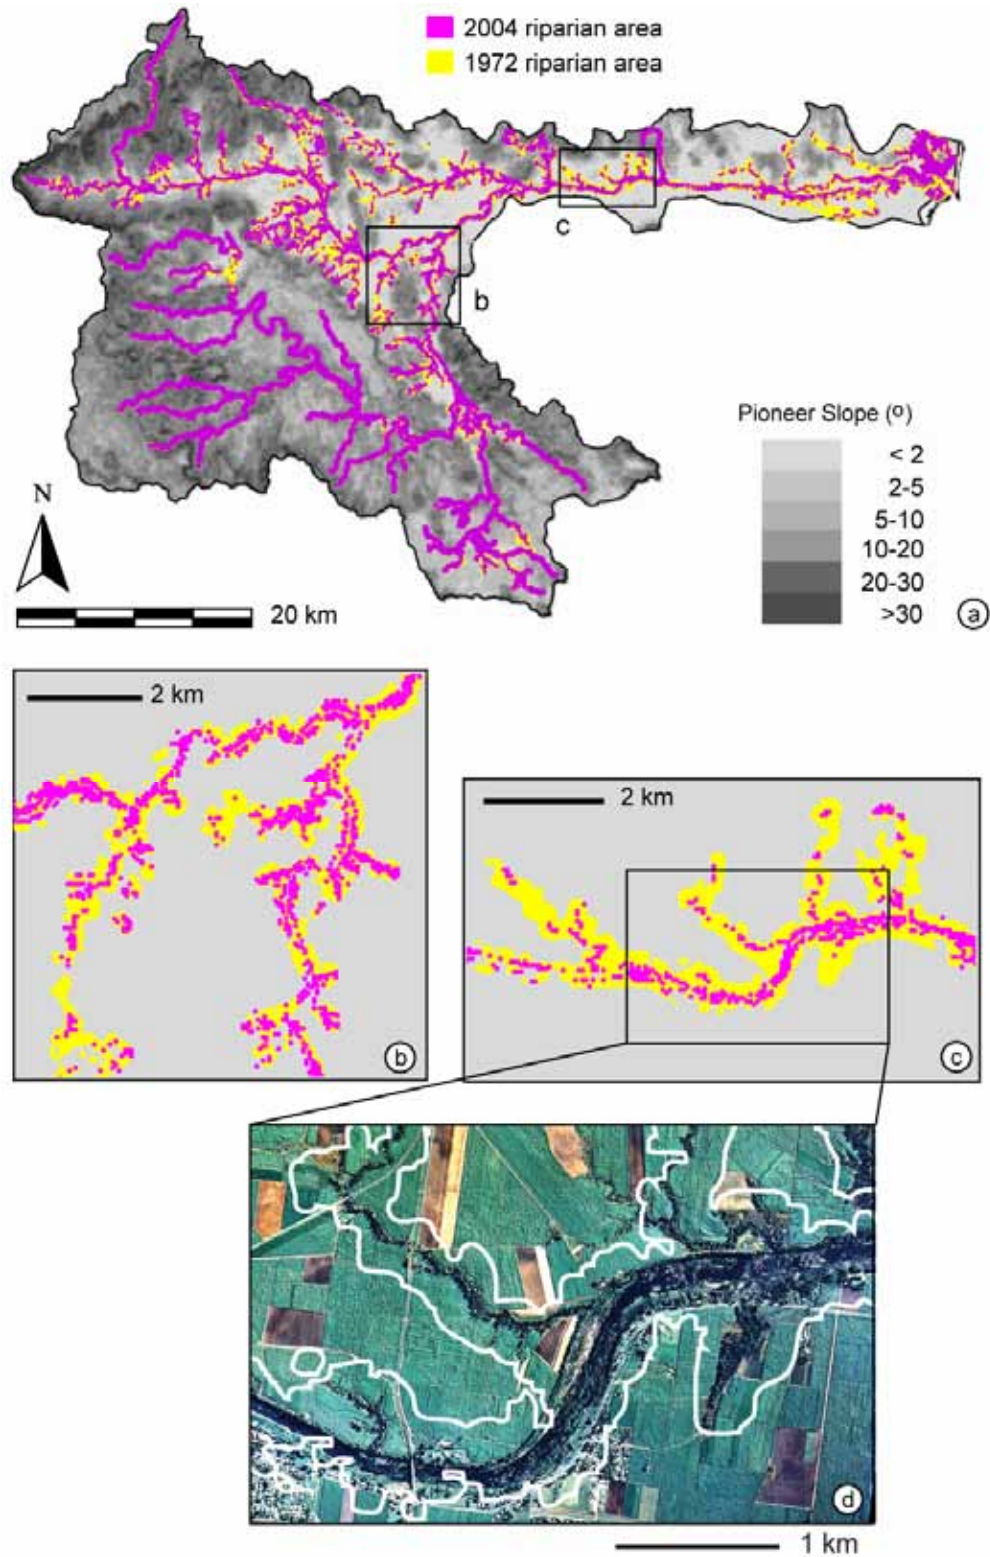 2004 riparian area
1972 riparian area
c
b
Pioneer Slope (º)
< 2
2-5
5-10
10-20
20-30
>30
N
20 km
a
2 km
b
2 km
c
d
1 km